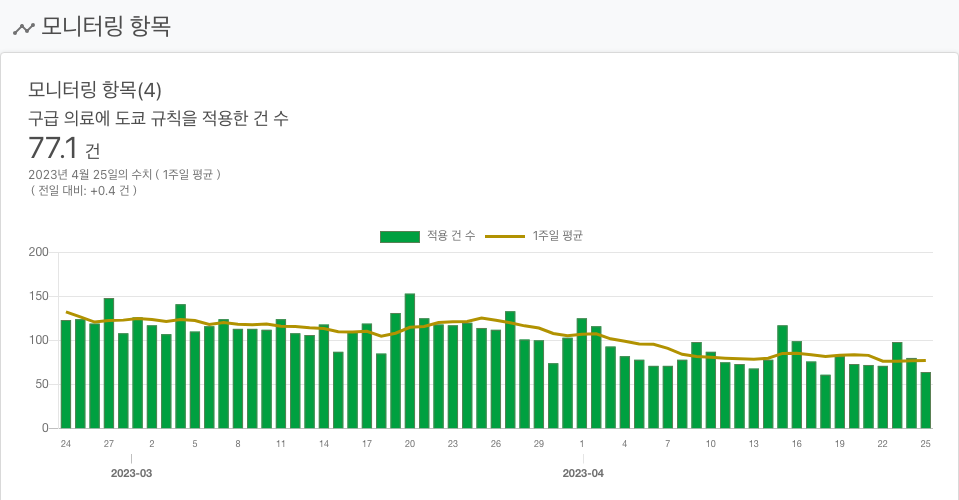 모니터링 항목
모니터링 항목(4)
구급 의료에 도쿄 규칙을 적용한 건 수
77.1 건
2023년 4월 25일의 수치 ( 1주일 평균 )
( 전일 대비: +0.4 건 )
적용 건 수 1주일 평균
200
150
100
50
0
24 27 2 5 8 11 14 17 20 23 26 29 1 4 7 10 13 16 19 22 25
2023-03 2023-04